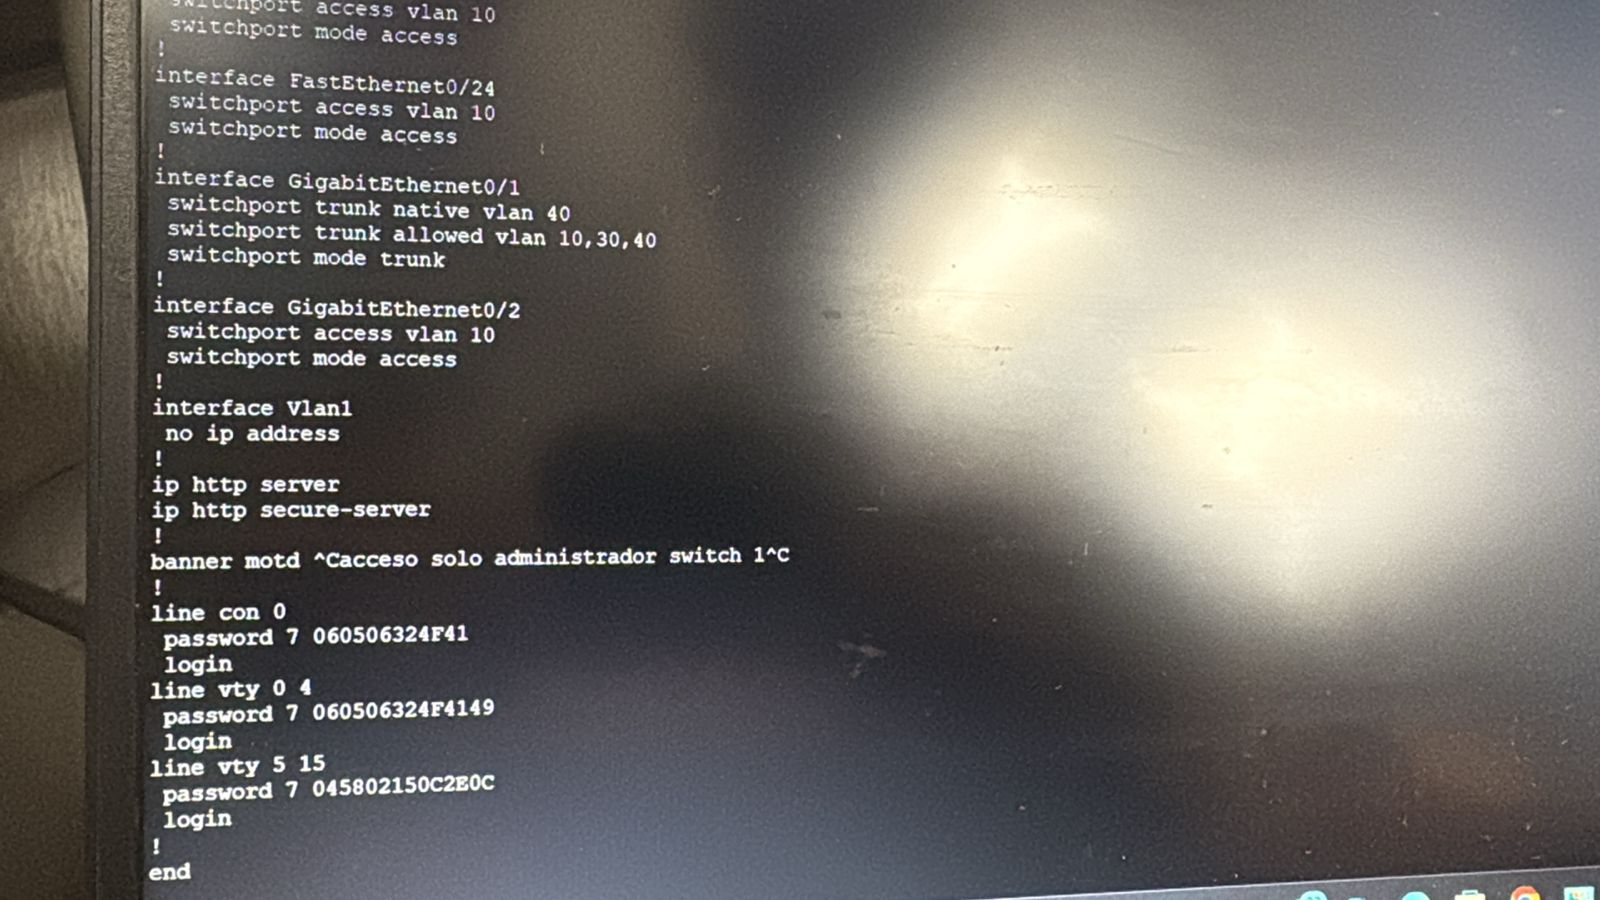 switchport access vlan 10
switchport mode access
!
interface FastEthernet0/24
switchport access vlan 10
switchport mode access
!
interface GigabitEthernet0/1
switchport trunk native vlan 40
switchport trunk allowed vlan 10,30,40
switchport mode trunk
!
interface GigabitEthernet0/2
switchport access vlan 10
switchport mode access
!
interface Vlan1
no ip address
!
ip http server
ip http secure-server
!
banner motd ^Cacceso solo administrador switch 1^C
!
line con 0
password 7 060506324F41
login
line vty 0 4
password 7 060506324F4149
login
line vty 5 15
password 7 045802150C2E0C
login
!
end